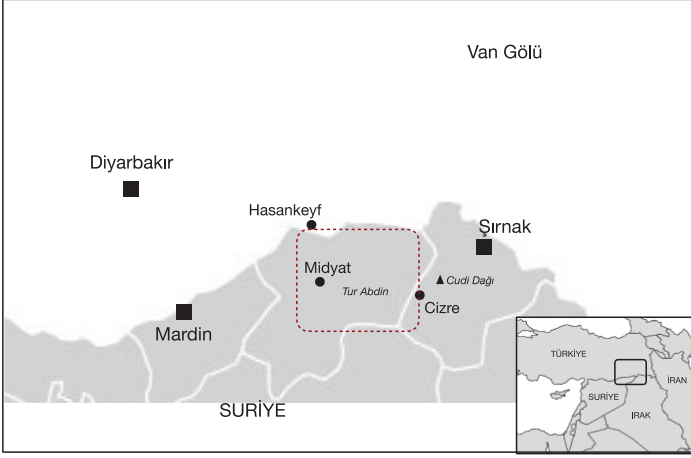 Van Gölü
Diyarbakır
Hasankeyf
Şırnak
Midyat
Tur Abdin
Cudi Dağı
Cizre
Mardin
SURİYE
TÜRKİYE
İRAN
SURİYE
IRAK